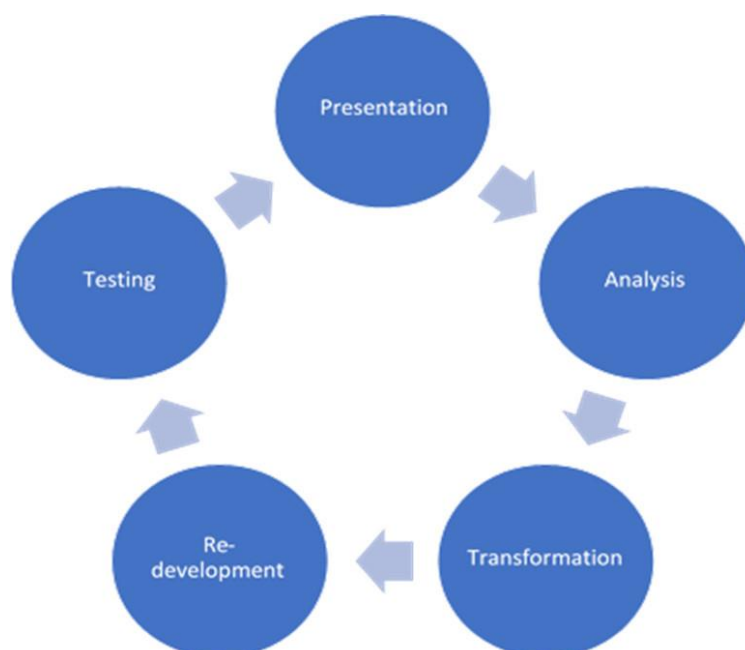 Presentation
Analysis
Transformation
Re-
development
Testing